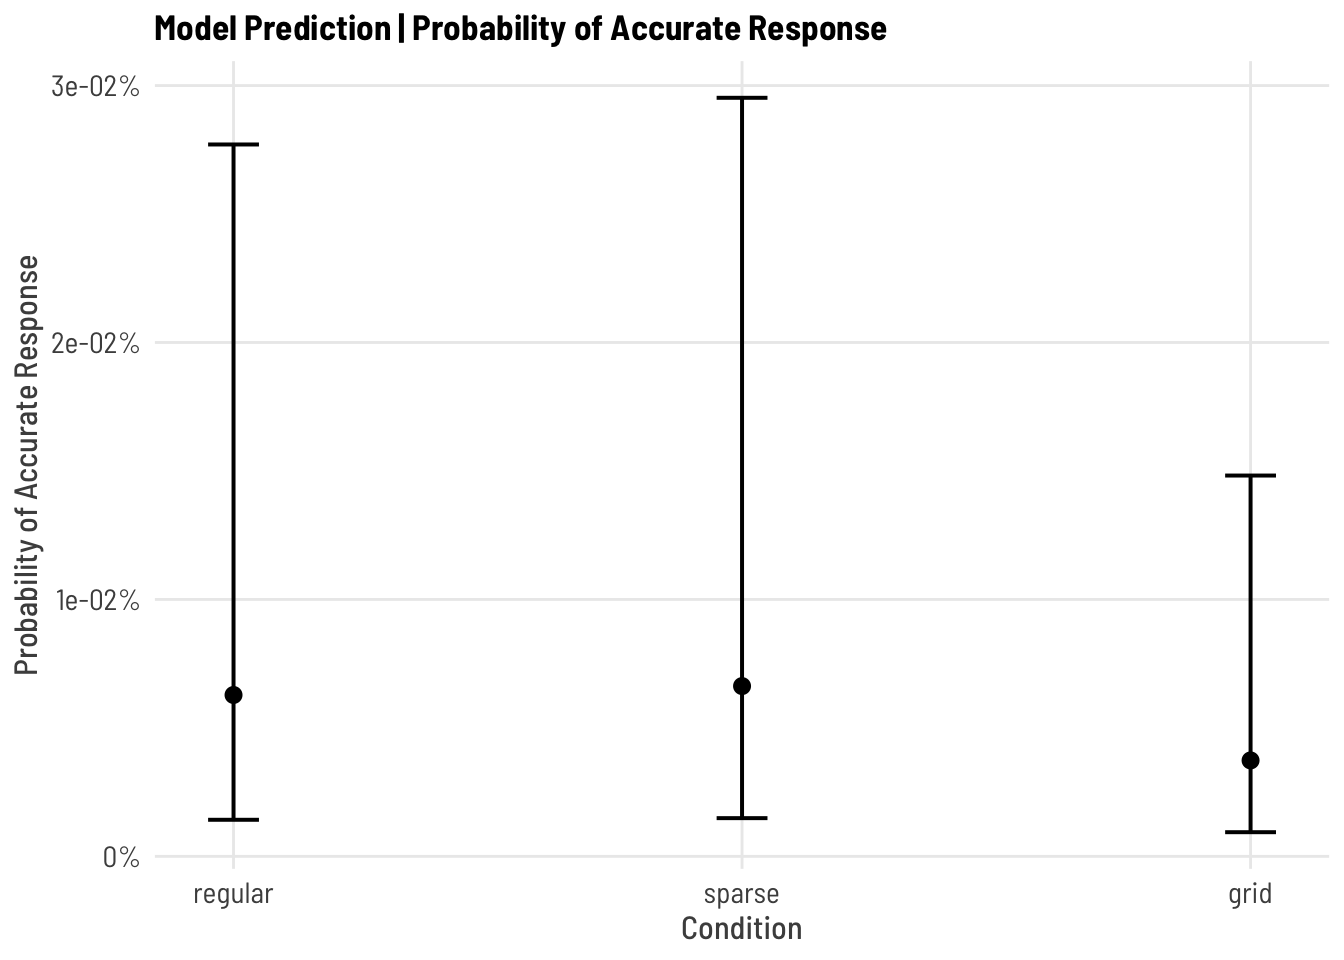 Model Prediction | Probability of Accurate Response
Probability of Accurate Response
3e-02%
2e-02%
1e-02%
0%
regular
sparse
grid
Condition